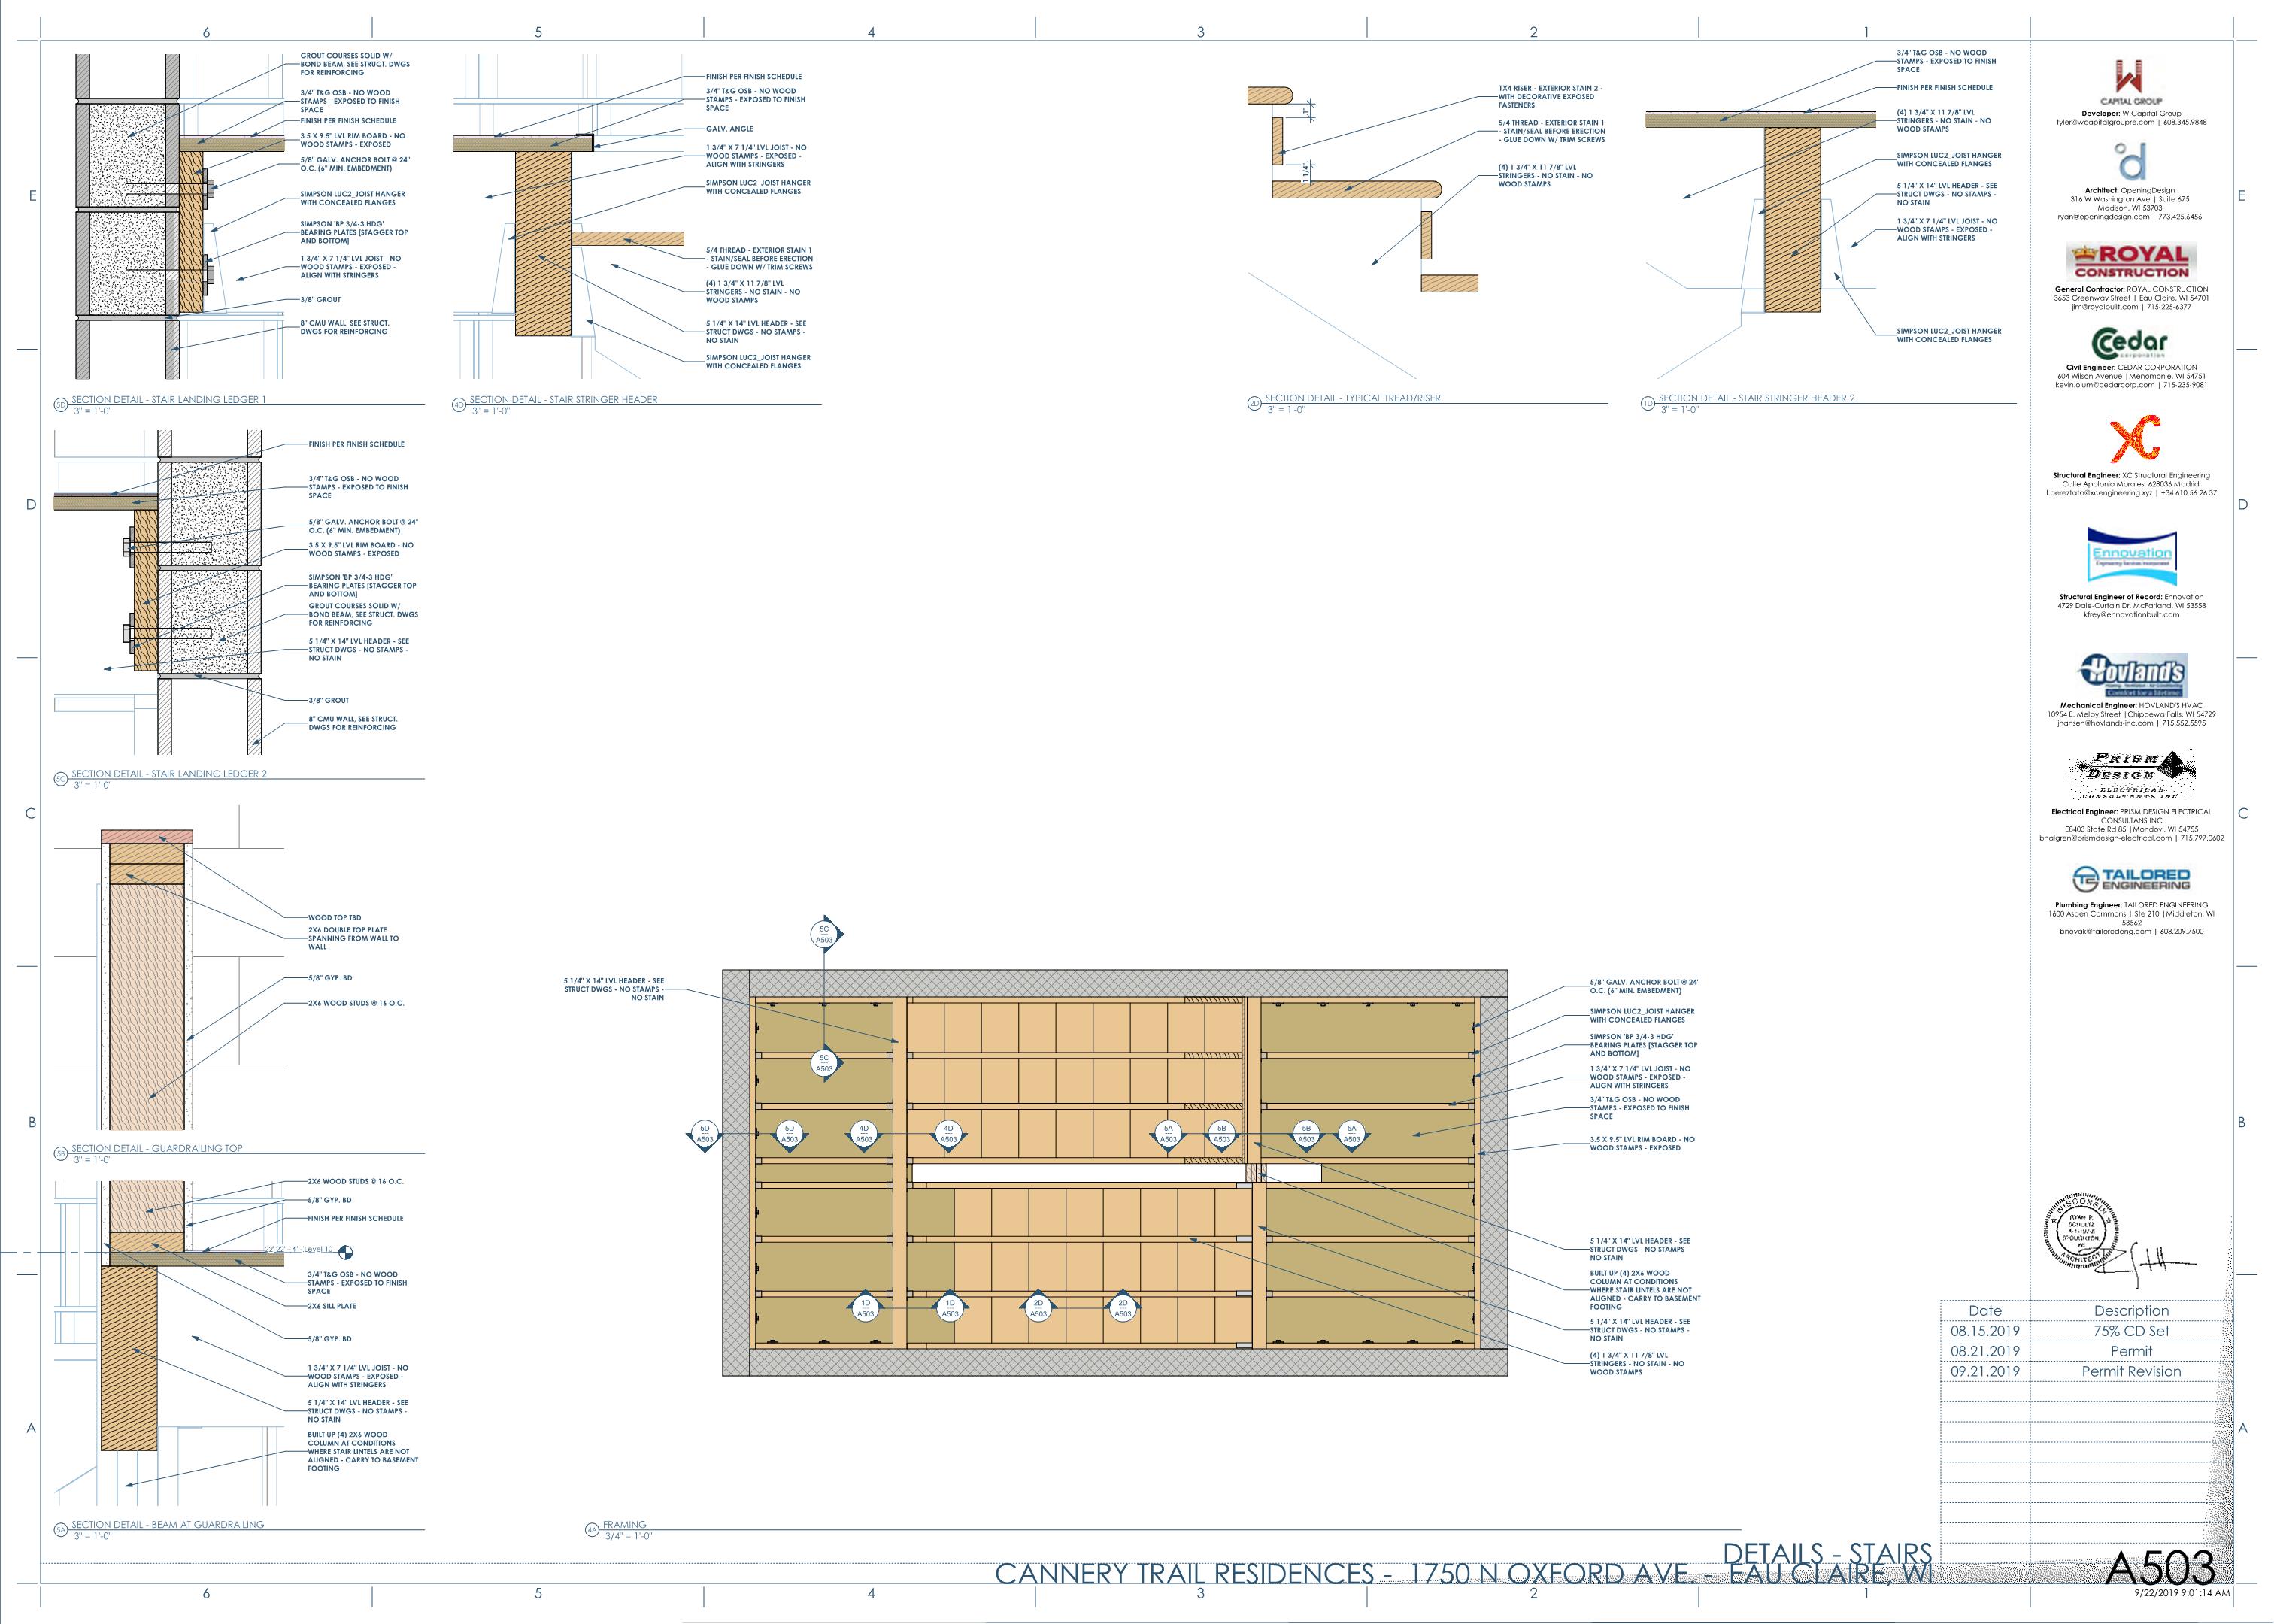 6
5
4
3
2
1
GROUT COURSES SOLID W/
BOND BEAM, SEE STRUCT. DWGS
FOR REINFORCING
3/4" T&G OSB - NO WOOD
STAMPS - EXPOSED TO FINISH
SPACE
FINISH PER FINISH SCHEDULE
3.5 X 9.5" LVL RIM BOARD - NO
WOOD STAMPS - EXPOSED
5/8" GALV. ANCHOR BOLT @ 24"
O.C. (6" MIN. EMBEDMENT)
SIMPSON LUC2_JOIST HANGER
WITH CONCEALED FLANGES
SIMPSON 'BP 3/4-3 HDG'
BEARING PLATES [STAGGER TOP
AND BOTTOM]
1 3/4" X 7 1/4" LVL JOIST - NO
WOOD STAMPS - EXPOSED -
ALIGN WITH STRINGERS
3/8" GROUT
8" CMU WALL, SEE STRUCT.
DWGS FOR REINFORCING
5D SECTION DETAIL - STAIR LANDING LEDGER 1
3" = 1'-0"
FINISH PER FINISH SCHEDULE
3/4" T&G OSB - NO WOOD
STAMPS - EXPOSED TO FINISH
SPACE
GALV. ANGLE
1 3/4" X 7 1/4" LVL JOIST - NO
WOOD STAMPS - EXPOSED -
ALIGN WITH STRINGERS
SIMPSON LUC2_JOIST HANGER
WITH CONCEALED FLANGES
5/4 THREAD - EXTERIOR STAIN 1
- STAIN/SEAL BEFORE ERECTION
- GLUE DOWN W/ TRIM SCREWS
(4) 1 3/4" X 11 7/8" LVL
STRINGERS - NO STAIN - NO
WOOD STAMPS
5 1/4" X 14" LVL HEADER - SEE
STRUCT DWGS - NO STAMPS -
NO STAIN
SIMPSON LUC2_JOIST HANGER
WITH CONCEALED FLANGES
4D SECTION DETAIL - STAIR STRINGER HEADER
3" = 1'-0"
1"
1 1/4"
1X4 RISER - EXTERIOR STAIN 2 -
WITH DECORATIVE EXPOSED
FASTENERS
5/4 THREAD - EXTERIOR STAIN 1
- STAIN/SEAL BEFORE ERECTION
- GLUE DOWN W/ TRIM SCREWS
(4) 1 3/4" X 11 7/8" LVL
STRINGERS - NO STAIN - NO
WOOD STAMPS
2D SECTION DETAIL - TYPICAL TREAD/RISER
3" = 1'-0"
3/4" T&G OSB - NO WOOD
STAMPS - EXPOSED TO FINISH
SPACE
FINISH PER FINISH SCHEDULE
(4) 1 3/4" X 11 7/8" LVL
STRINGERS - NO STAIN - NO
WOOD STAMPS
SIMPSON LUC2_JOIST HANGER
WITH CONCEALED FLANGES
5 1/4" X 14" LVL HEADER - SEE
STRUCT DWGS - NO STAMPS -
NO STAIN
1 3/4" X 7 1/4" LVL JOIST - NO
WOOD STAMPS - EXPOSED -
ALIGN WITH STRINGERS
SIMPSON LUC2_JOIST HANGER
WITH CONCEALED FLANGES
1D SECTION DETAIL - STAIR STRINGER HEADER 2
3" = 1'-0"
E
E
D
D
C
C
B
B
A
A
FINISH PER FINISH SCHEDULE
3/4" T&G OSB - NO WOOD
STAMPS - EXPOSED TO FINISH
SPACE
5/8" GALV. ANCHOR BOLT @ 24"
O.C. (6" MIN. EMBEDMENT)
3.5 X 9.5" LVL RIM BOARD - NO
WOOD STAMPS - EXPOSED
SIMPSON 'BP 3/4-3 HDG'
BEARING PLATES [STAGGER TOP
AND BOTTOM]
GROUT COURSES SOLID W/
BOND BEAM, SEE STRUCT. DWGS
FOR REINFORCING
5 1/4" X 14" LVL HEADER - SEE
STRUCT DWGS - NO STAMPS -
NO STAIN
3/8" GROUT
8" CMU WALL, SEE STRUCT.
DWGS FOR REINFORCING
5C SECTION DETAIL - STAIR LANDING LEDGER 2
3" = 1'-0"
WOOD TOP TBD
2X6 DOUBLE TOP PLATE
SPANNING FROM WALL TO
WALL
5/8" GYP. BD
2X6 WOOD STUDS @ 16 O.C.
5B SECTION DETAIL - GUARDRAILING TOP
3" = 1'-0"
2X6 WOOD STUDS @ 16 O.C.
5/8" GYP. BD
FINISH PER FINISH SCHEDULE
3/4" T&G OSB - NO WOOD
STAMPS - EXPOSED TO FINISH
SPACE
2X6 SILL PLATE
5/8" GYP. BD
1 3/4" X 7 1/4" LVL JOIST - NO
WOOD STAMPS - EXPOSED -
ALIGN WITH STRINGERS
5 1/4" X 14" LVL HEADER - SEE
STRUCT DWGS - NO STAMPS -
NO STAIN
BUILT UP (4) 2X6 WOOD
COLUMN AT CONDITIONS
WHERE STAIR LINTELS ARE NOT
ALIGNED - CARRY TO BASEMENT
FOOTING
5A SECTION DETAIL - BEAM AT GUARDRAILING
3" = 1'-0"
5 1/4" X 14" LVL HEADER - SEE
STRUCT DWGS - NO STAMPS -
NO STAIN
5C
A503
5C
A503
5D
A503
5D
A503
4D
A503
4D
A503
5A
A503
5B
A503
5B
A503
5A
A503
1D
A503
1D
A503
2D
A503
2D
A503
5/8" GALV. ANCHOR BOLT @ 24"
O.C. (6" MIN. EMBEDMENT)
SIMPSON LUC2_JOIST HANGER
WITH CONCEALED FLANGES
SIMPSON 'BP 3/4-3 HDG'
BEARING PLATES [STAGGER TOP
AND BOTTOM]
1 3/4" X 7 1/4" LVL JOIST - NO
WOOD STAMPS - EXPOSED -
ALIGN WITH STRINGERS
3/4" T&G OSB - NO WOOD
STAMPS - EXPOSED TO FINISH
SPACE
3.5 X 9.5" LVL RIM BOARD - NO
WOOD STAMPS - EXPOSED
5 1/4" X 14" LVL HEADER - SEE
STRUCT DWGS - NO STAMPS -
NO STAIN
BUILT UP (4) 2X6 WOOD
COLUMN AT CONDITIONS
WHERE STAIR LINTELS ARE NOT
ALIGNED - CARRY TO BASEMENT
FOOTING
5 1/4" X 14" LVL HEADER - SEE
STRUCT DWGS - NO STAMPS -
NO STAIN
(4) 1 3/4" X 11 7/8" LVL
STRINGERS - NO STAIN - NO
WOOD STAMPS
4A FRAMING
3/4" = 1'-0"
CAPITAL GROUP
Developer: W Capital Group
tyler@wcapitalgroupre.com | 608.345.9848
Architect: OpeningDesign
316 W Washington Ave | Suite 675
Madison, WI 53703
ryan@openingdesign.com | 773.425.6456
ROYAL
CONSTRUCTION
General Contractor: ROYAL CONSTRUCTION
3653 Greenway Street | Eau Claire, WI 54701
jim@royalbuilt.com | 715-225-6377
Cedar
corporation
Civil Engineer: CEDAR CORPORATION
604 Wilson Avenue |Menomonie, WI 54751
kevin.oium@cedarcorp.com | 715-235-9081
XC
Structural Engineer: XC Structural Engineering
Calle Apolonio Morales, 628036 Madrid,
l.pereztato@xcengineering.xyz | +34 610 56 26 37
Ennovation
Engineering Services Incorporated
Structural Engineer of Record: Ennovation
4729 Dale-Curtain Dr, McFarland, WI 53558
kfrey@ennovationbuilt.com
Hovland's
Heating · Ventilation · Air Conditioning
Comfort for a lifetime
Mechanical Engineer: HOVLAND'S HVAC
10954 E. Melby Street |Chippewa Falls, WI 54729
jhansen@hovlands-inc.com | 715.552.5595
PRISM
DESIGN
ELECTRICAL
CONSULTANTS, INC.
Electrical Engineer: PRISM DESIGN ELECTRICAL
CONSULTANS INC
E8403 State Rd 85 |Mondovi, WI 54755
bhalgren@prismdesign-electrical.com | 715.797.0602
TAILORED
ENGINEERING
Plumbing Engineer: TAILORED ENGINEERING
1600 Aspen Commons | Ste 210 |Middleton, WI
53562
bnovak@tailoredeng.com | 608.209.7500
WISCONSIN
RYAN P.
SCHULTZ
STOUGHTON,
WI
ARCHITECT
Date Description
08.15.2019 75% CD Set
08.21.2019 Permit
09.21.2019 Permit Revision
DETAILS - STAIRS
CANNERY TRAIL RESIDENCES - 1750 N OXFORD AVE. - EAU CLAIRE, WI
A503
9/22/2019 9:01:14 AM
6
5
4
3
2
1